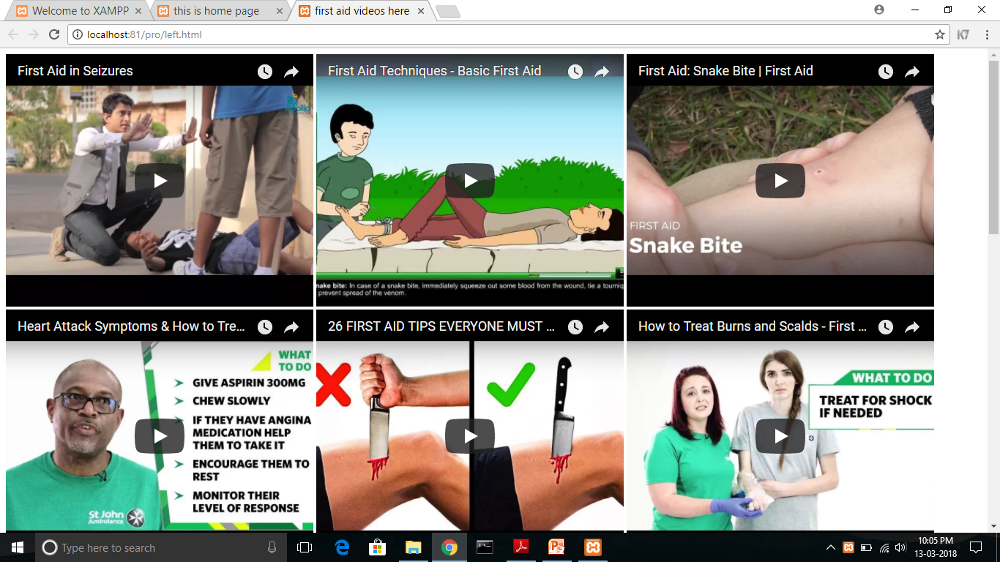 Welcome to XAMPP
this is home page
first aid videos here
localhost:81/pro/left.html
First Aid in Seizures
First Aid Techniques - Basic First Aid
First Aid: Snake Bite | First Aid
FIRST AID
Snake Bite
nake bite: In case of a snake bite, immediately squeeze out some blood from the wound, tie a tourniq
prevent spread of the venom.
Heart Attack Symptoms & How to Tre...
26 FIRST AID TIPS EVERYONE MUST ...
How to Treat Burns and Scalds - First ...
WHAT
TO DO
GIVE ASPIRIN 300MG
CHEW SLOWLY
IF THEY HAVE ANGINA
MEDICATION HELP
THEM TO TAKE IT
ENCOURAGE THEM TO
REST
MONITOR THEIR
LEVEL OF RESPONSE
St John
Ambulance
WHAT TO DO
TREAT FOR SHOCK
IF NEEDED
Type here to search
10:05 PM
13-03-2018